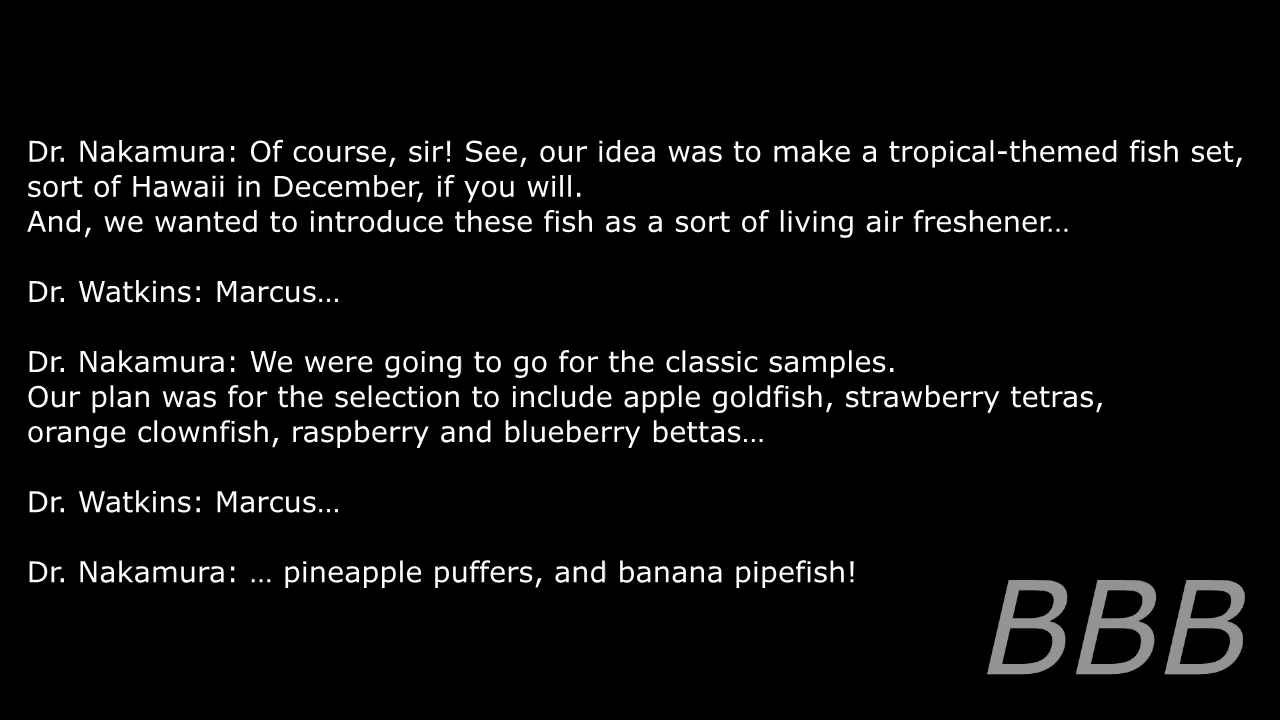 Dr. Nakamura: Of course, sir! See, our idea was to make a tropical-themed fish set,
sort of Hawaii in December, if you will.
And, we wanted to introduce these fish as a sort of living air freshener…
Dr. Watkins: Marcus…
Dr. Nakamura: We were going to go for the classic samples.
Our plan was for the selection to include apple goldfish, strawberry tetras,
orange clownfish, raspberry and blueberry bettas…
Dr. Watkins: Marcus…
Dr. Nakamura: … pineapple puffers, and banana pipefish!
BBB